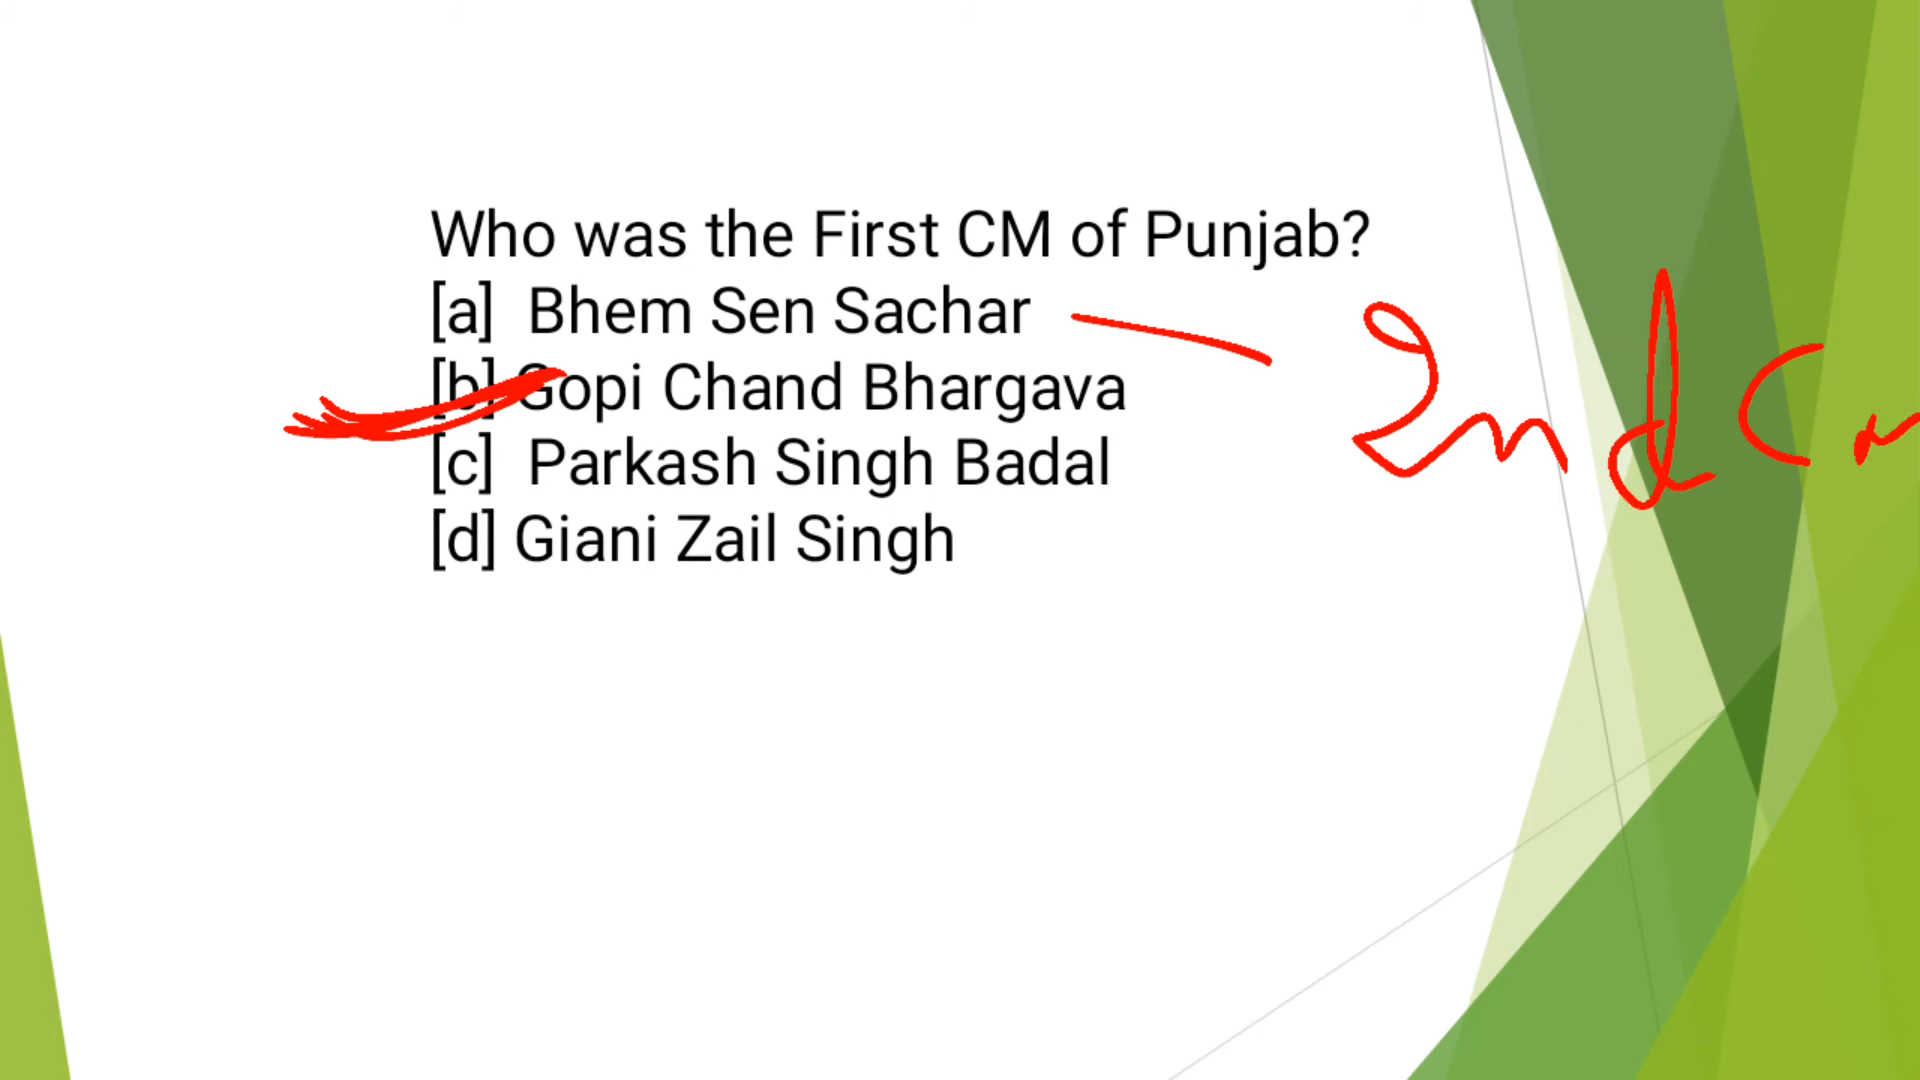 Who was the First CM of Punjab?
[a] Bhem Sen Sachar
2nd Cm
[b] Gopi Chand Bhargava
[c] Parkash Singh Badal
[d] Giani Zail Singh